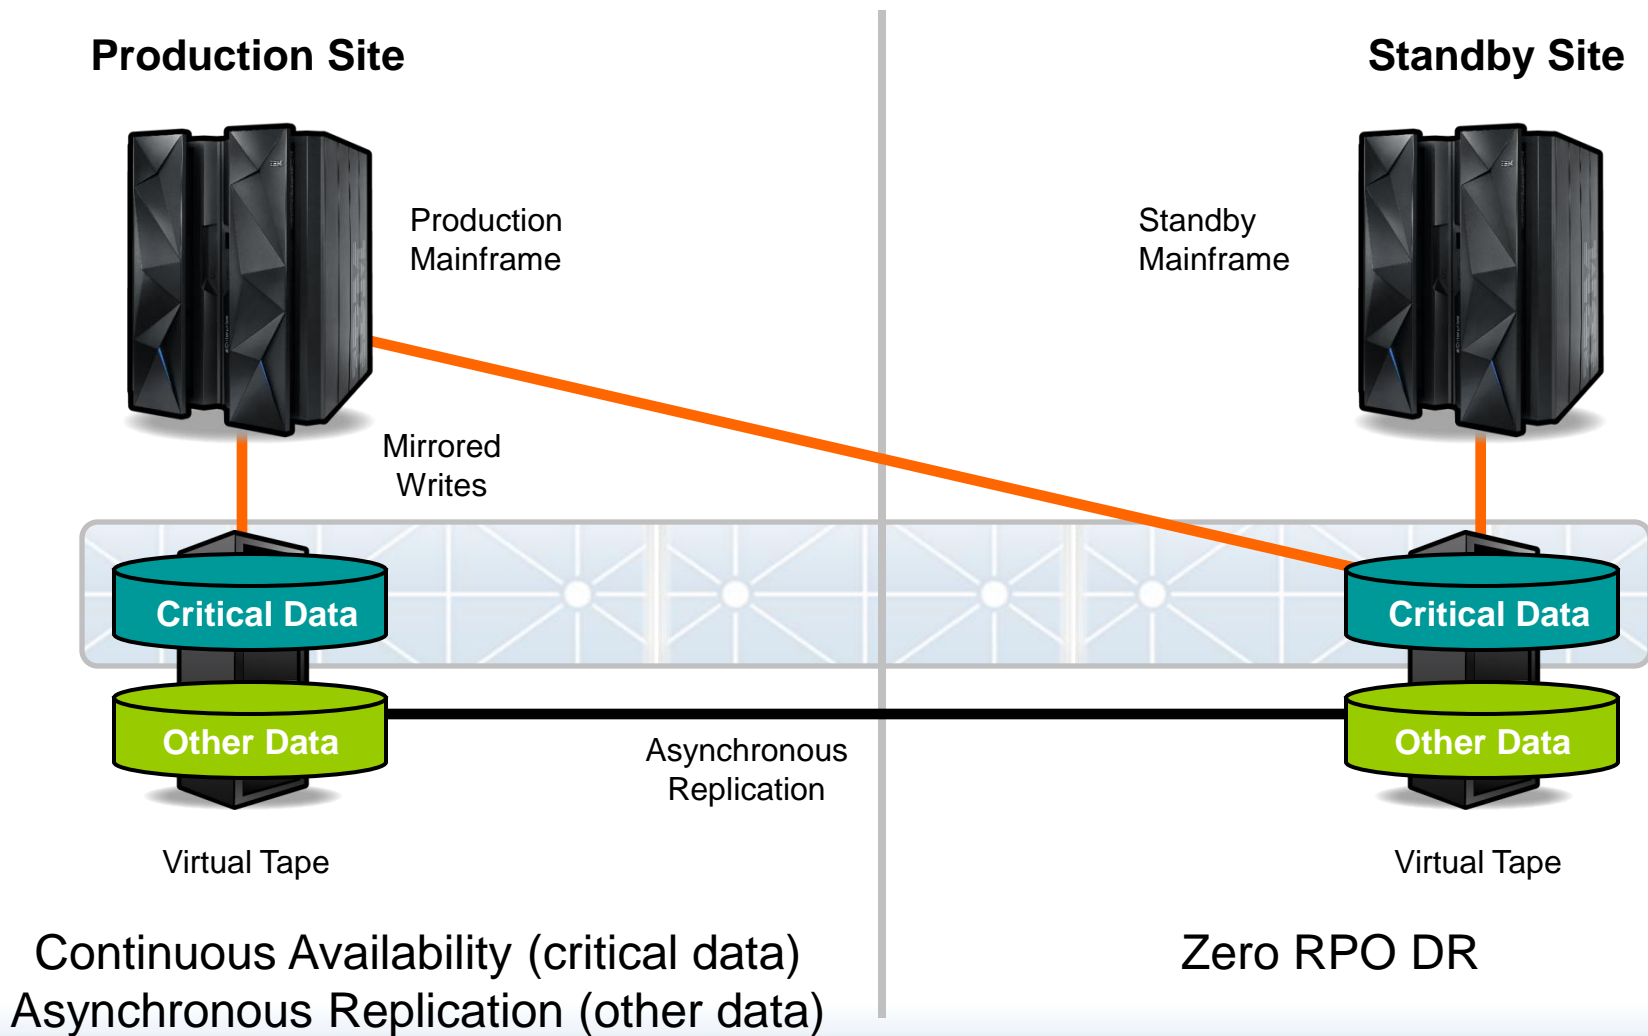 Production Site
Standby Site
Production
Mainframe
Standby
Mainframe
Mirrored
Writes
Critical Data
Critical Data
Other Data
Other Data
Asynchronous
Replication
Virtual Tape
Virtual Tape
Continuous Availability (critical data)
Asynchronous Replication (other data)
Zero RPO DR